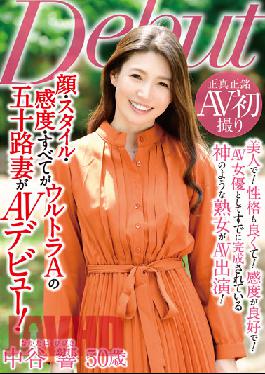 Debut
正真正銘
AV初
撮り
美人で!性格も良くて!感度が良好で!
AV女優としてすでに完成されている
神のような熟女がAV出演!
顔・スタイル・
感度、すべてがウルトラAの
五十路妻がAVデビュー!
50歳